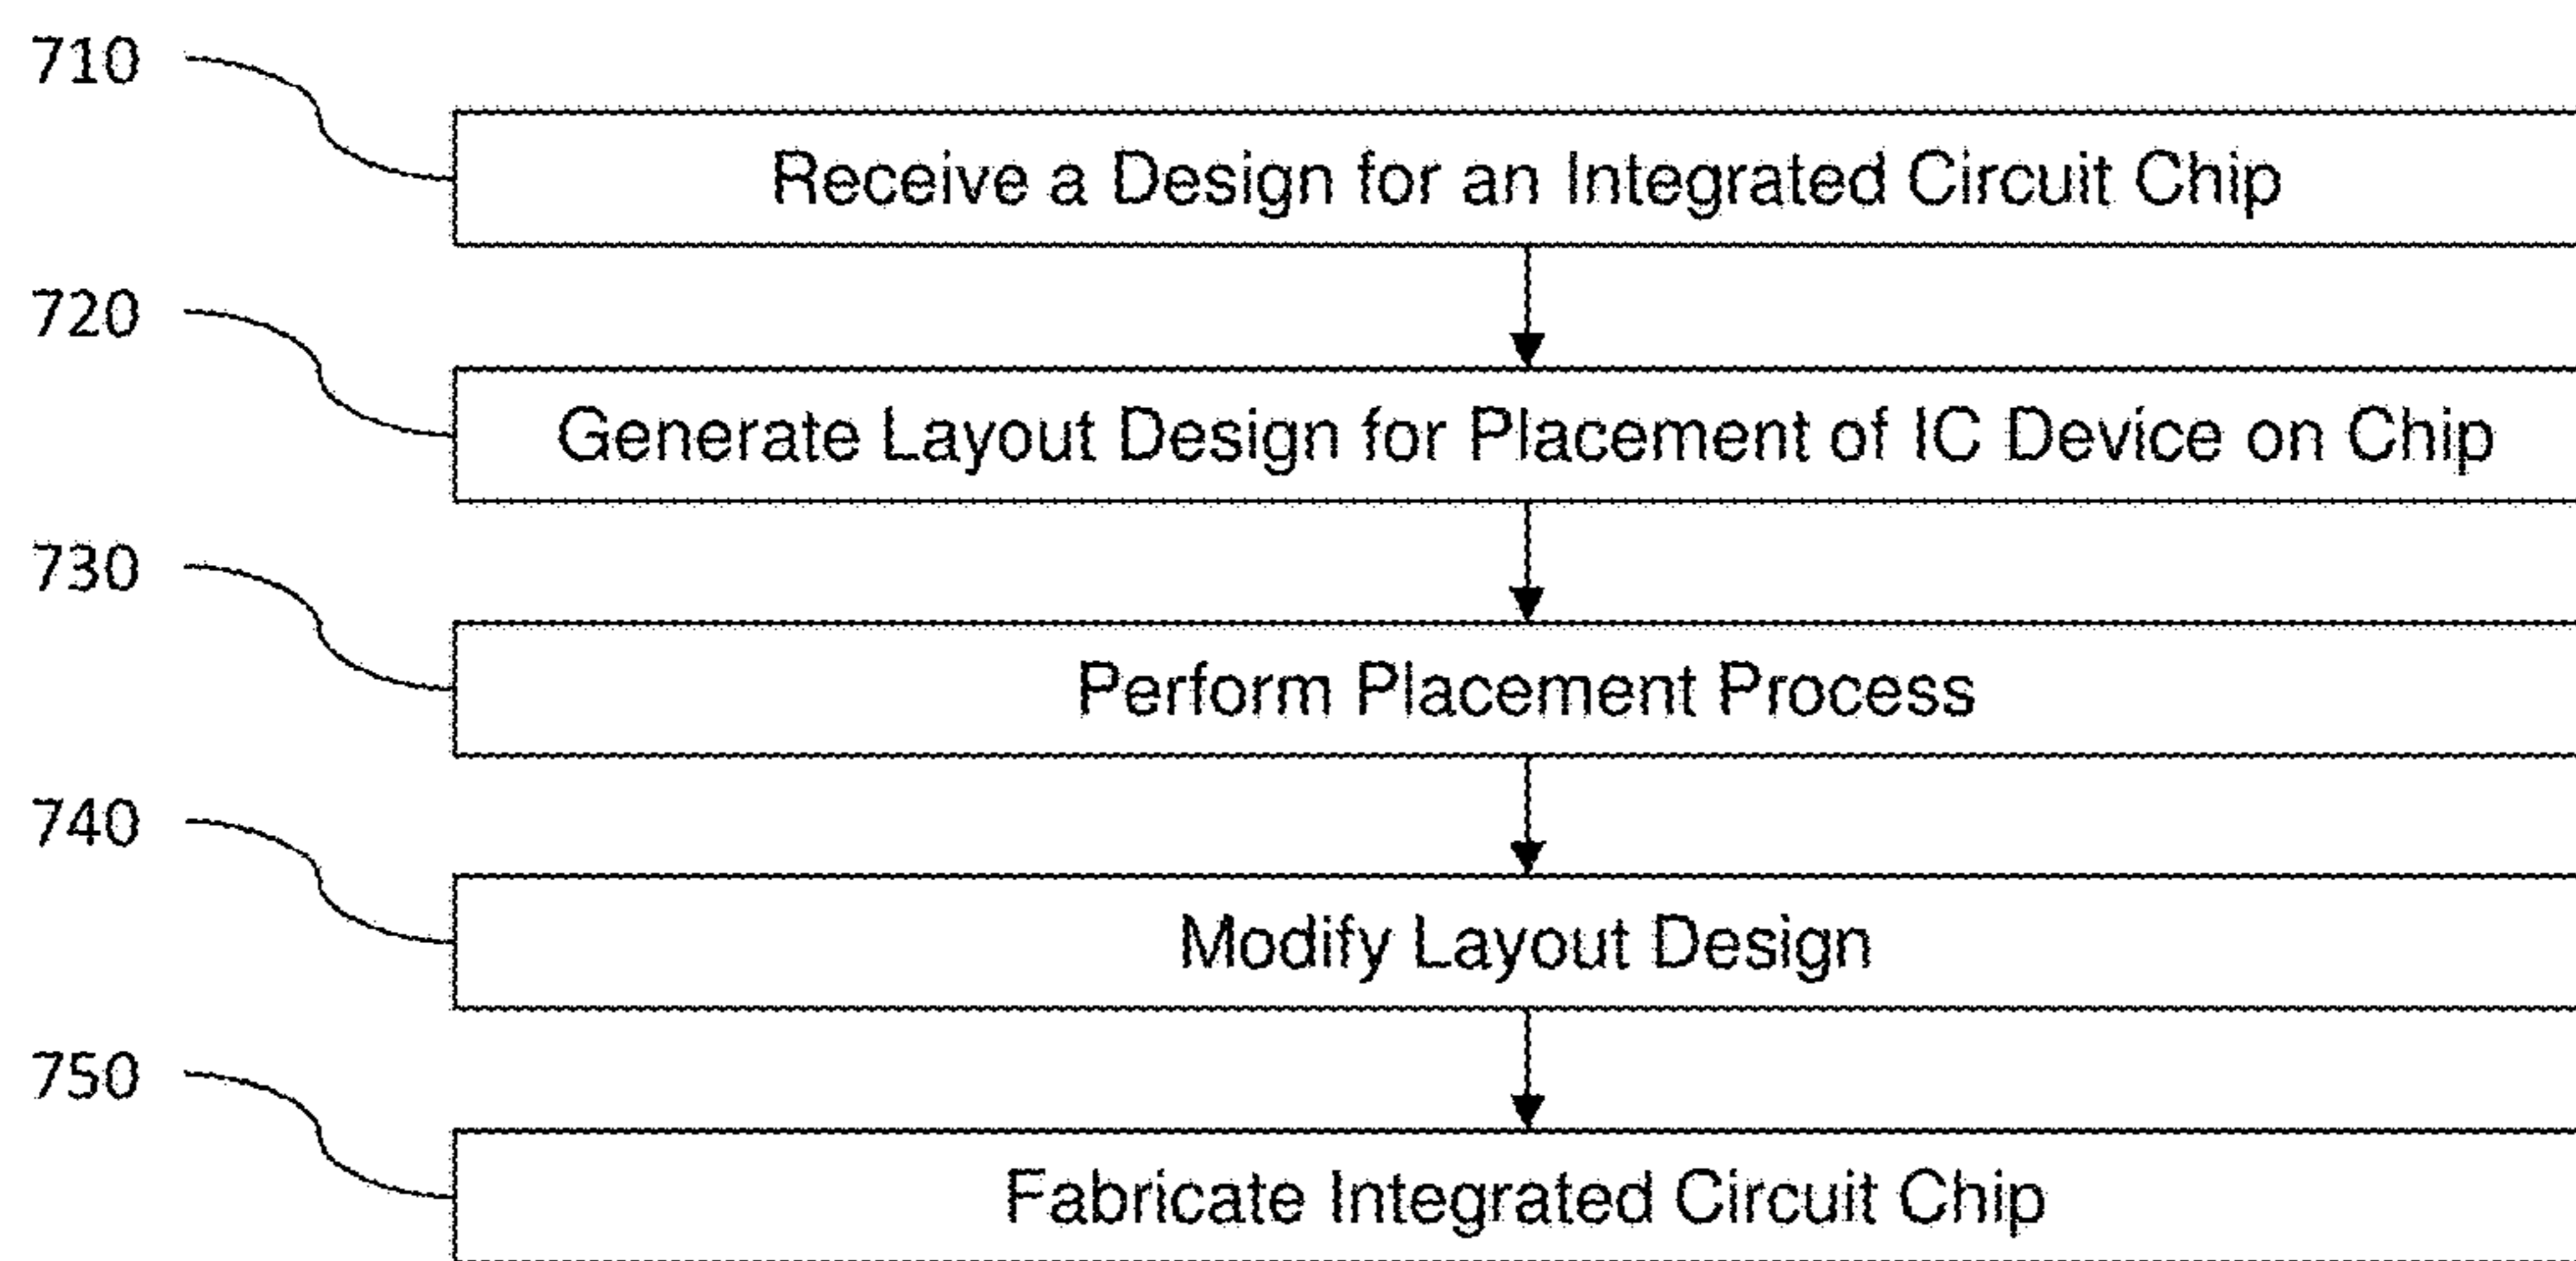 710
Receive a Design for an Integrated Circuit Chip
720
Generate Layout Design for Placement of IC Device on Chip
730
Perform Placement Process
740
Modify Layout Design
750
Fabricate Integrated Circuit Chip